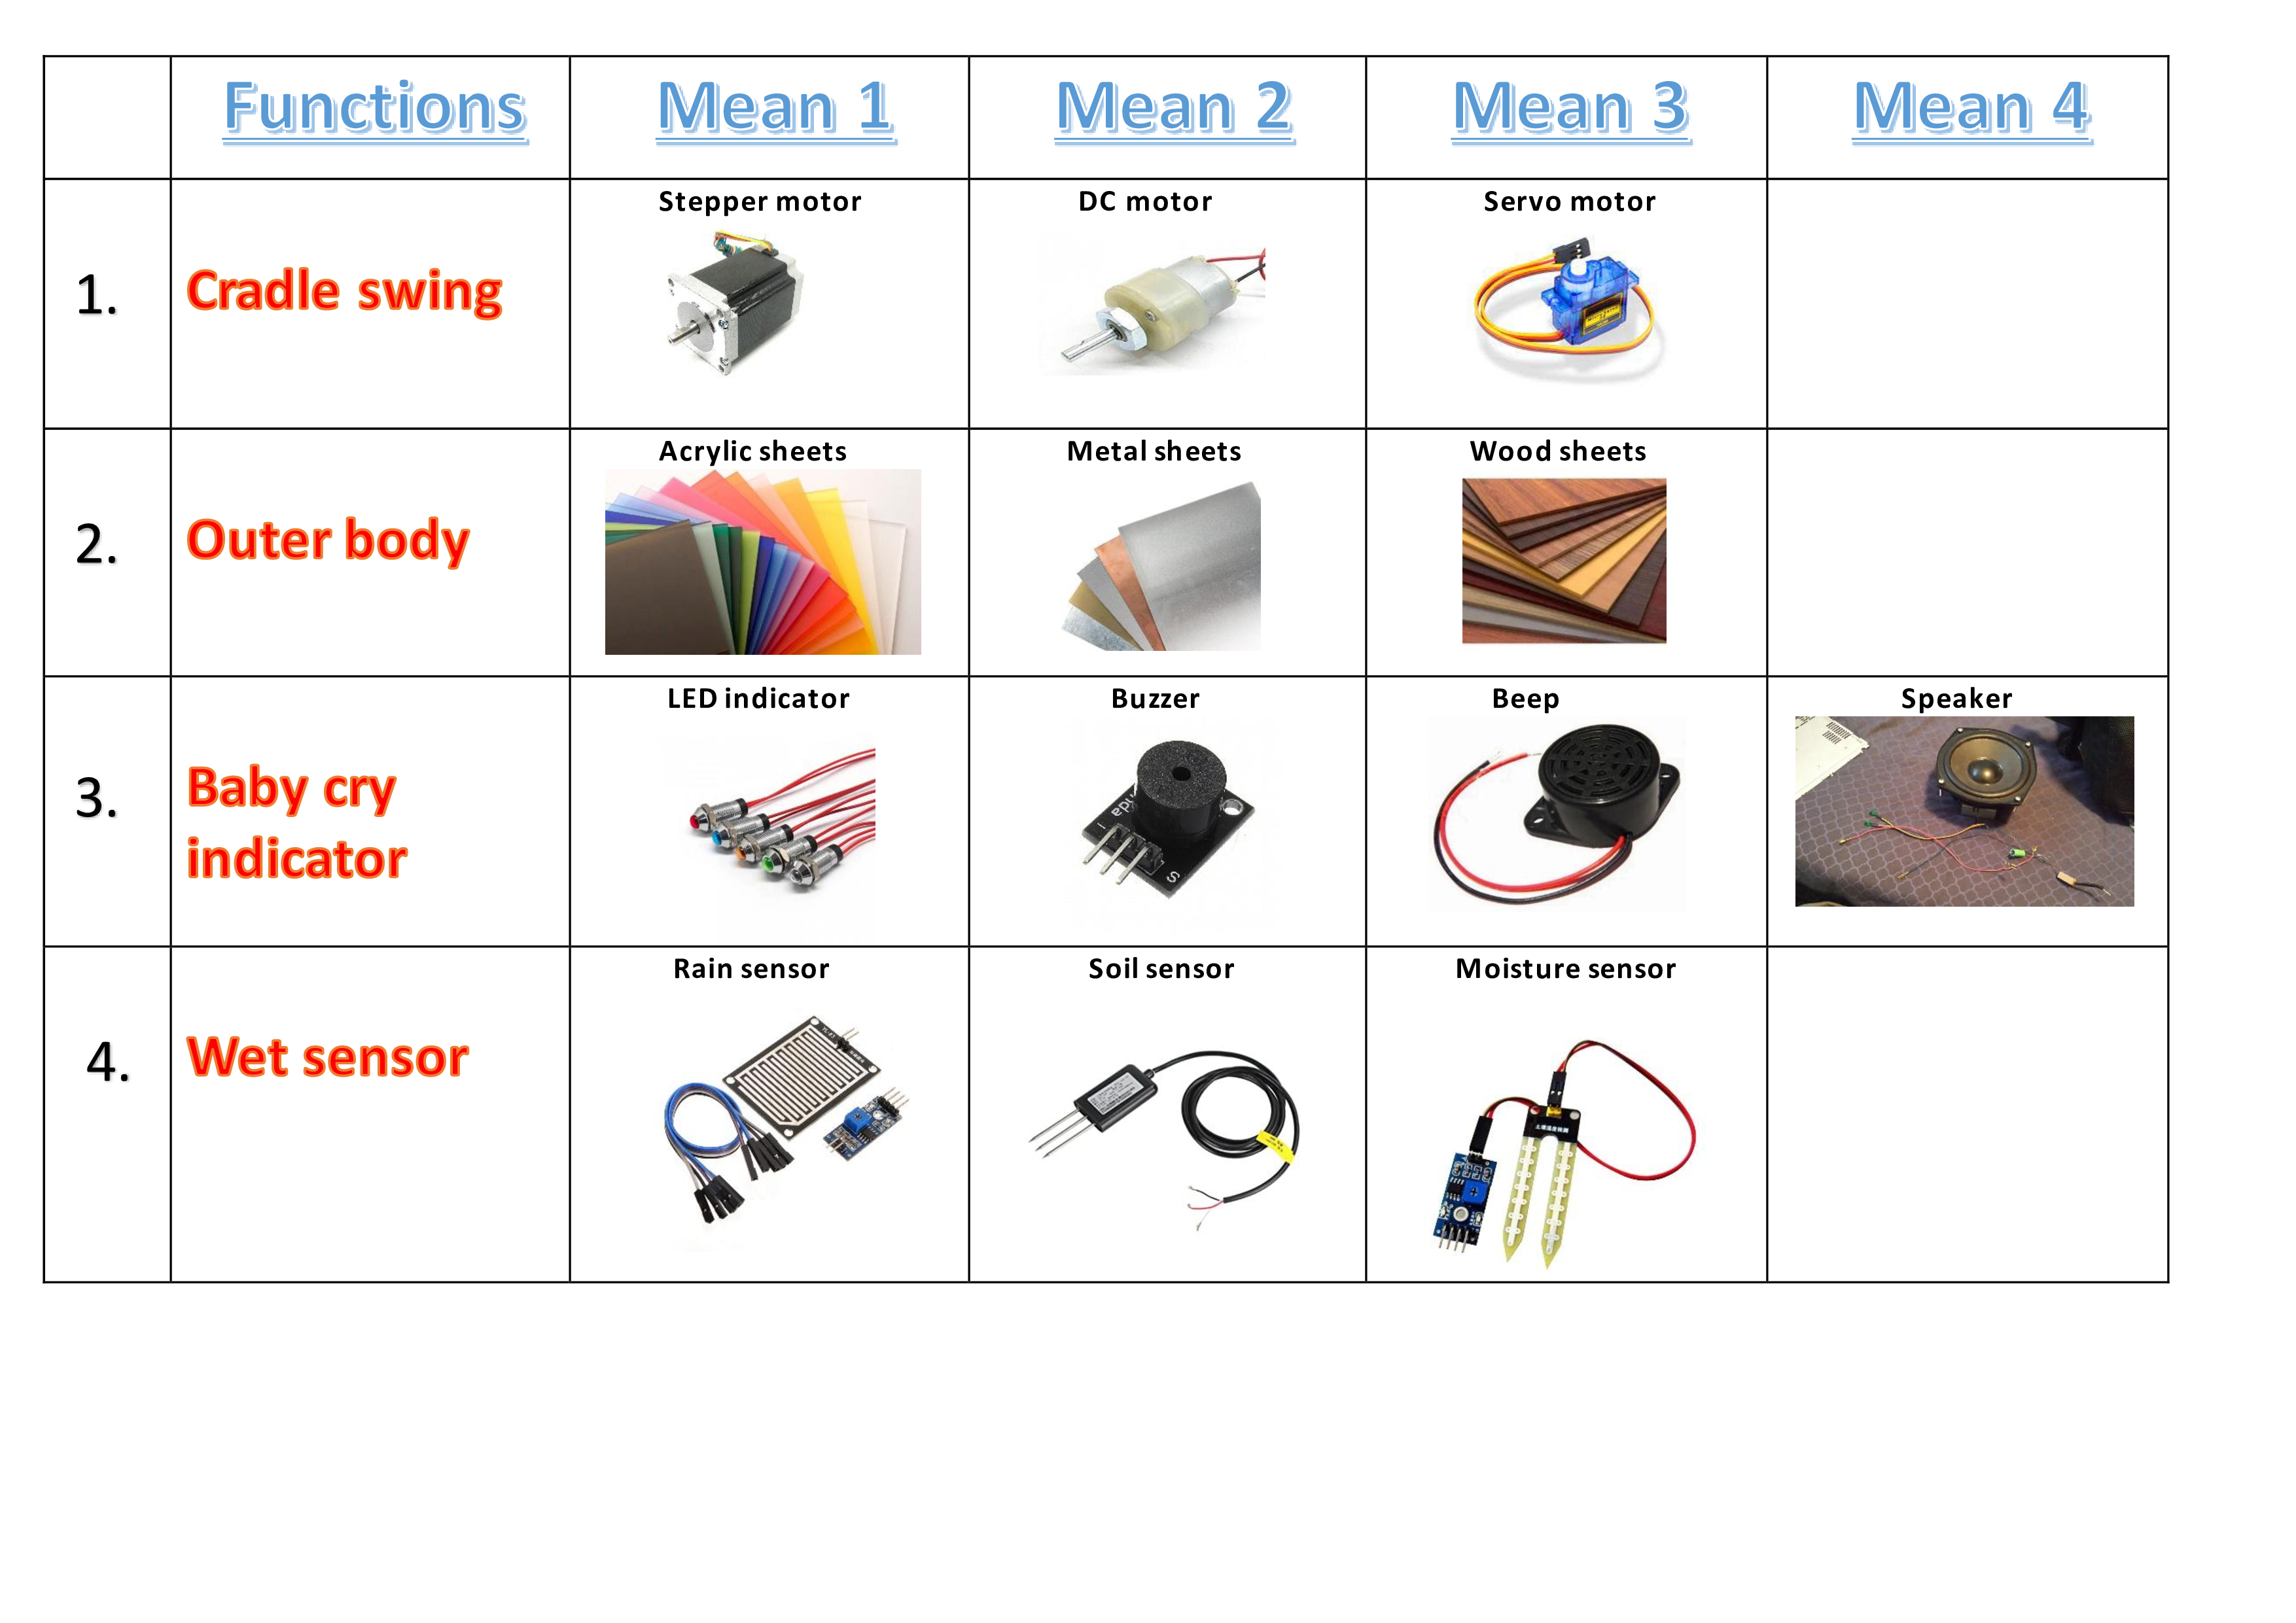 Functions
Mean 1
Mean 2
Mean 3
Mean 4
1.
Cradle swing
Stepper motor
DC motor
Servo motor
2.
Outer body
Acrylic sheets
Metal sheets
Wood sheets
3.
Baby cry
indicator
LED indicator
Buzzer
Beep
Speaker
S
4.
Wet sensor
Rain sensor
Soil sensor
Moisture sensor